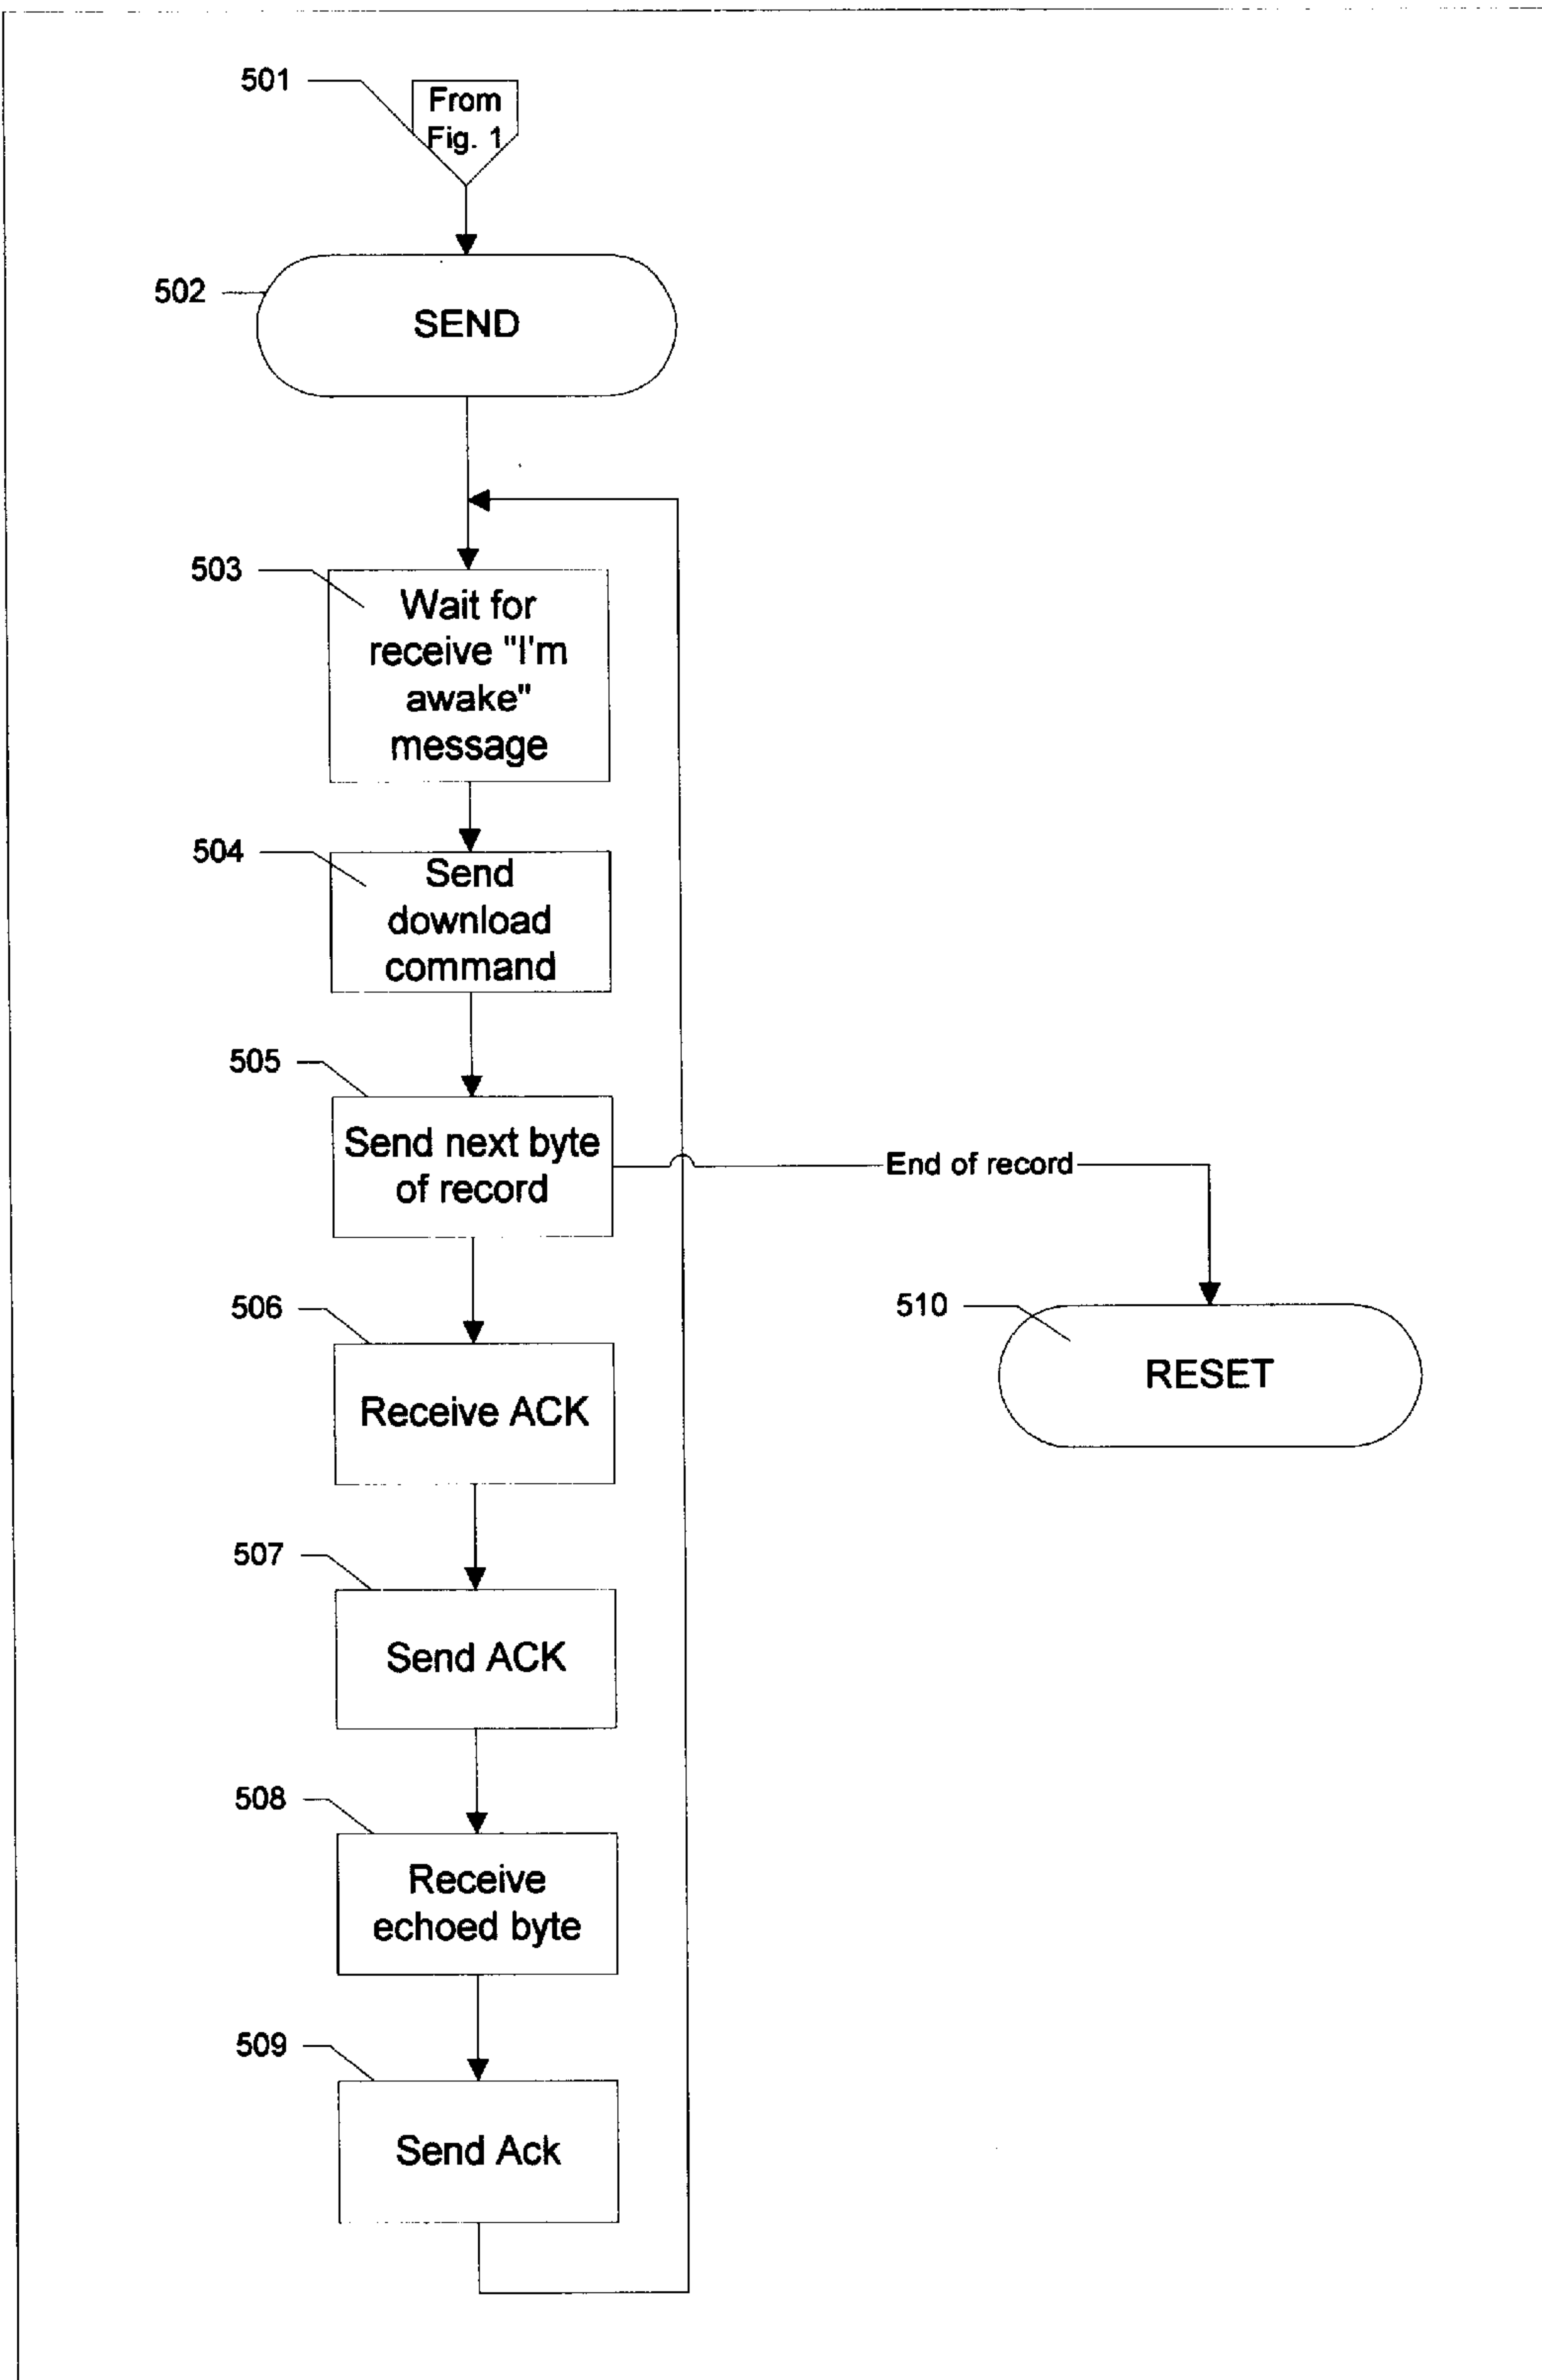 501
From
Fig. 1
502
SEND
503
Wait for
receive "I'm
awake"
message
504
Send
download
command
505
Send next byte
of record
End of record
506
Receive ACK
510
RESET
507
Send ACK
508
Receive
echoed byte
509
Send Ack